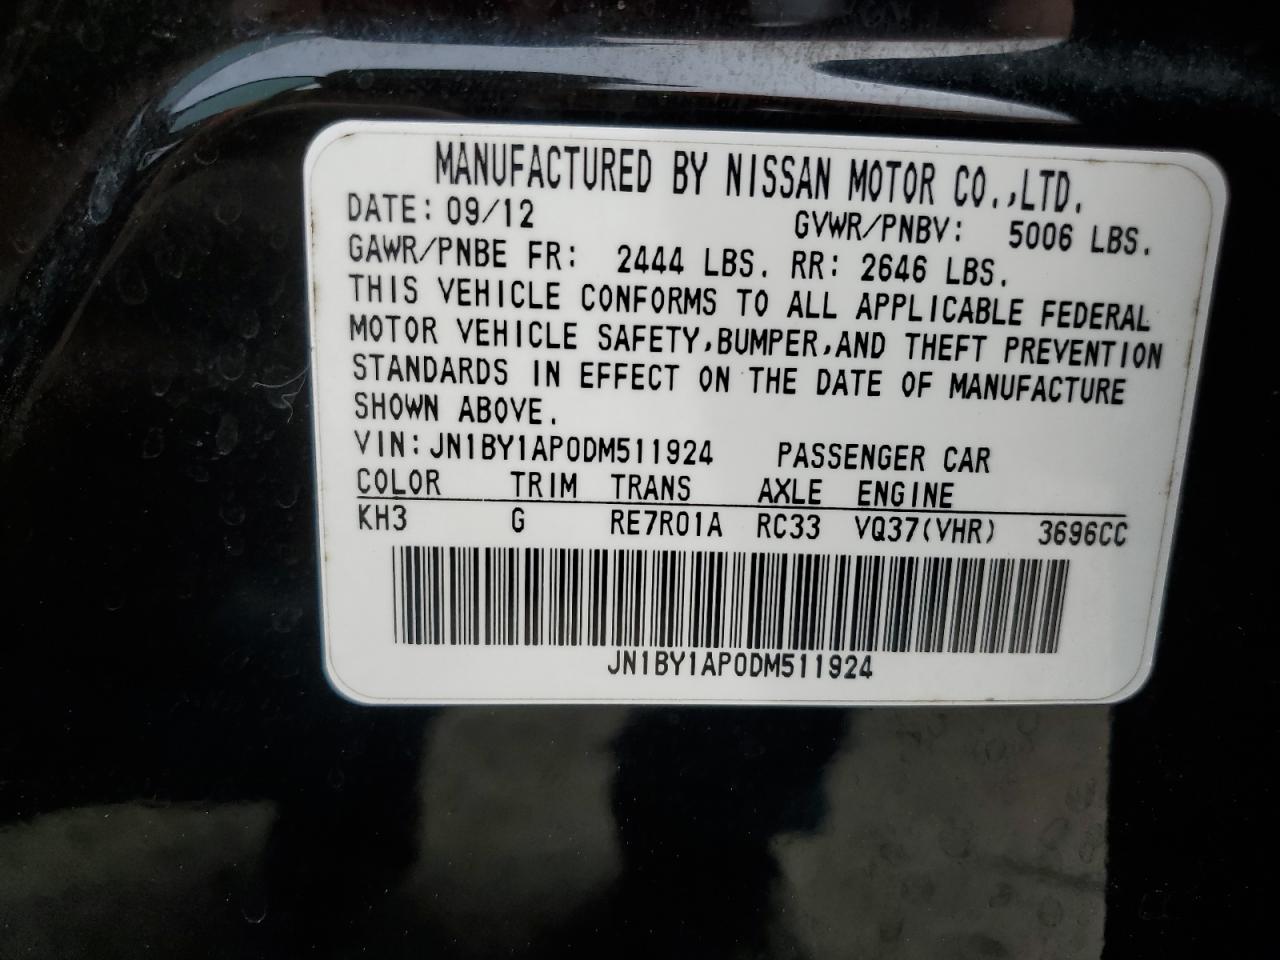 MANUFACTURED BY NISSAN MOTOR CO.,LTD.
DATE: 09/12 GVWR/PNBV: 5006 LBS.
GAWR/PNBE FR: 2444 LBS. RR: 2646 LBS.
THIS VEHICLE CONFORMS TO ALL APPLICABLE FEDERAL
MOTOR VEHICLE SAFETY,BUMPER,AND THEFT PREVENTION
STANDARDS IN EFFECT ON THE DATE OF MANUFACTURE
SHOWN ABOVE.
VIN:JN1BY1AP0DM511924 PASSENGER CAR
COLOR TRIM TRANS AXLE ENGINE
KH3 G RE7R01A RC33 VQ37(VHR) 3696CC
JN1BY1AP0DM511924